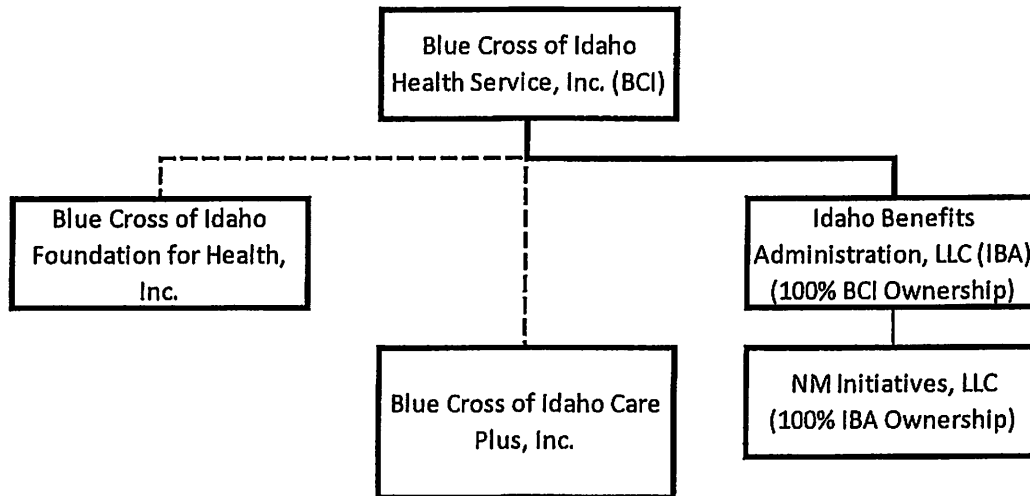 Blue Cross of Idaho
Health Service, Inc. (BCI)
Blue Cross of Idaho
Foundation for Health,
Inc.
Idaho Benefits
Administration, LLC (IBA)
(100% BCI Ownership)
Blue Cross of Idaho Care
Plus, Inc.
NM Initiatives, LLC
(100% IBA Ownership)